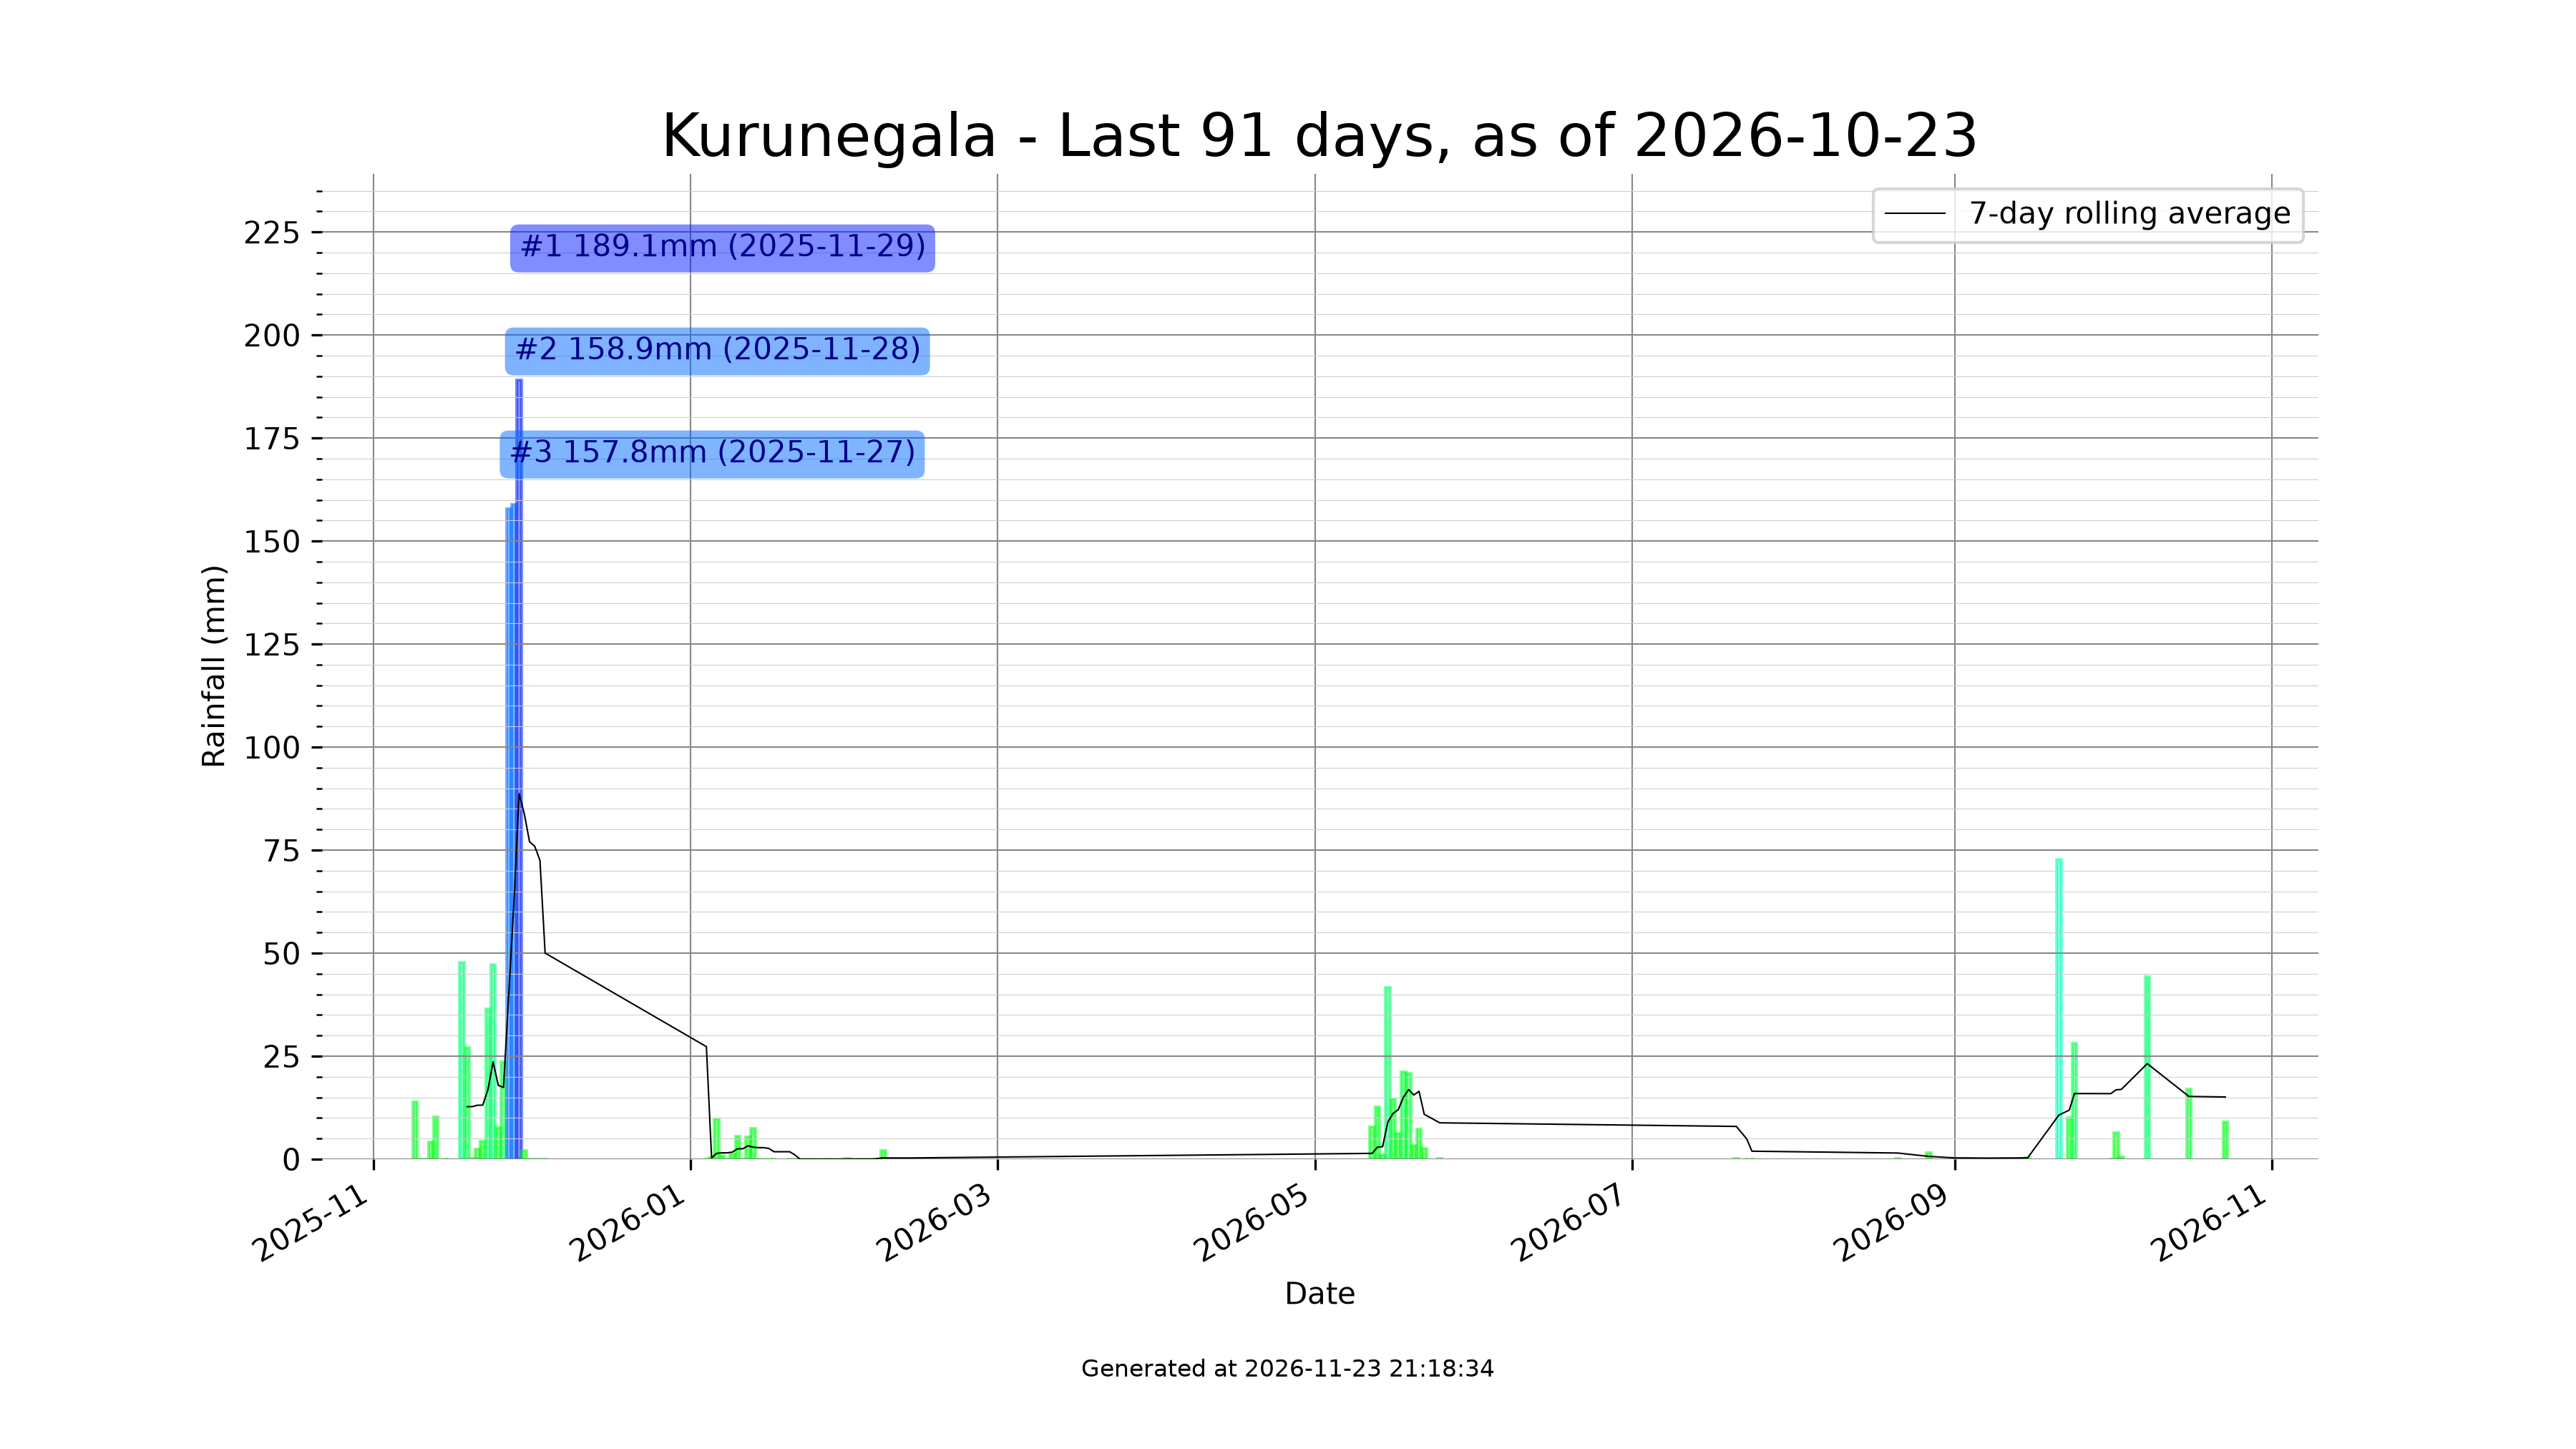 Kurunegala - Last 91 days, as of 2026-10-23
7-day rolling average
#1 189.1mm (2025-11-29)
#2 158.9mm (2025-11-28)
#3 157.8mm (2025-11-27)
Rainfall (mm)
225
200
175
150
125
100
75
50
25
0
2025-11
2026-01
2026-03
2026-05
2026-07
2026-09
2026-11
Date
Generated at 2026-11-23 21:18:34